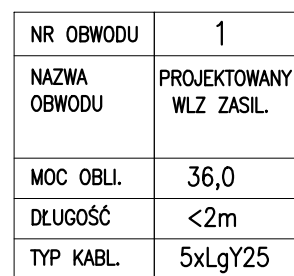 NR OBWODU 1
NAZWA OBWODU PROJEKTOWANY WLZ ZASIL.
MOC OBLI. 36,0
DŁUGOŚĆ <2m
TYP KABL. 5xLgY25